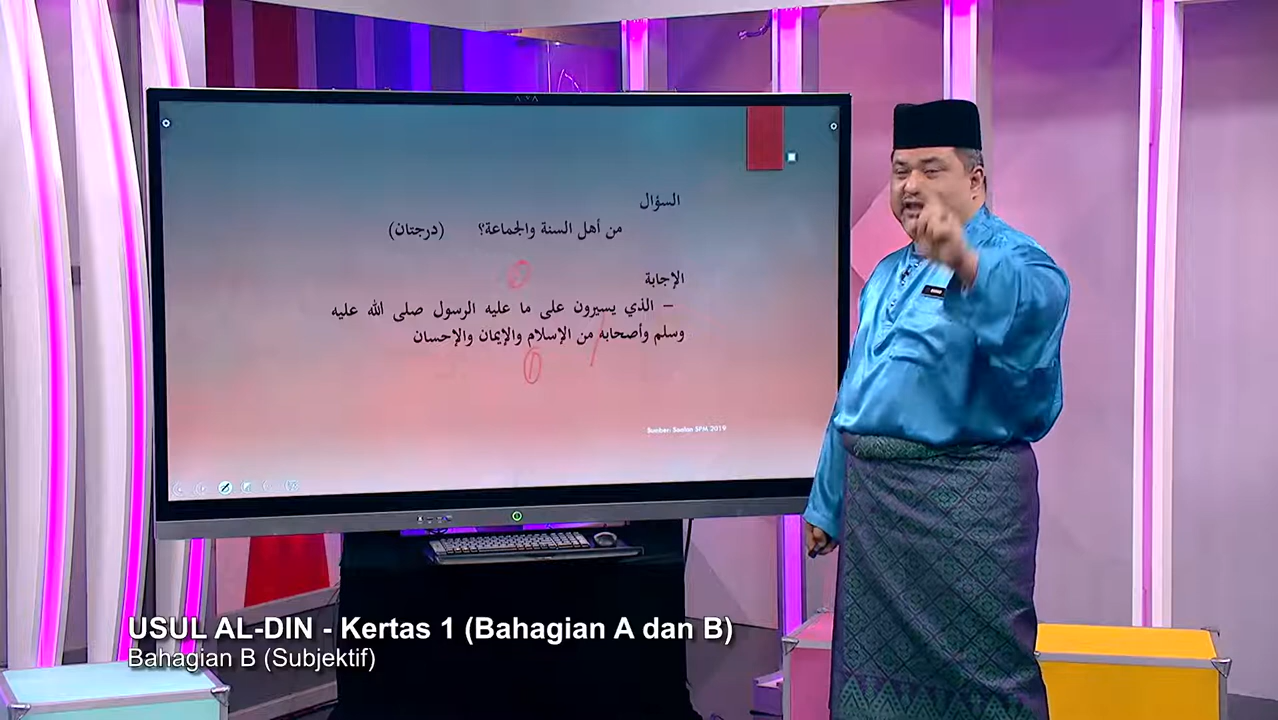 السؤال
من أهل السنة والجماعة؟ (درجتان)
الإجابة
– الذي يسيرون على ما عليه الرسول صلى الله عليه
وسلم وأصحابه من الإسلام والإيمان والإحسان
Sumber: Soalan SPM 2019
USUL AL-DIN - Kertas 1 (Bahagian A dan B)
Bahagian B (Subjektif)